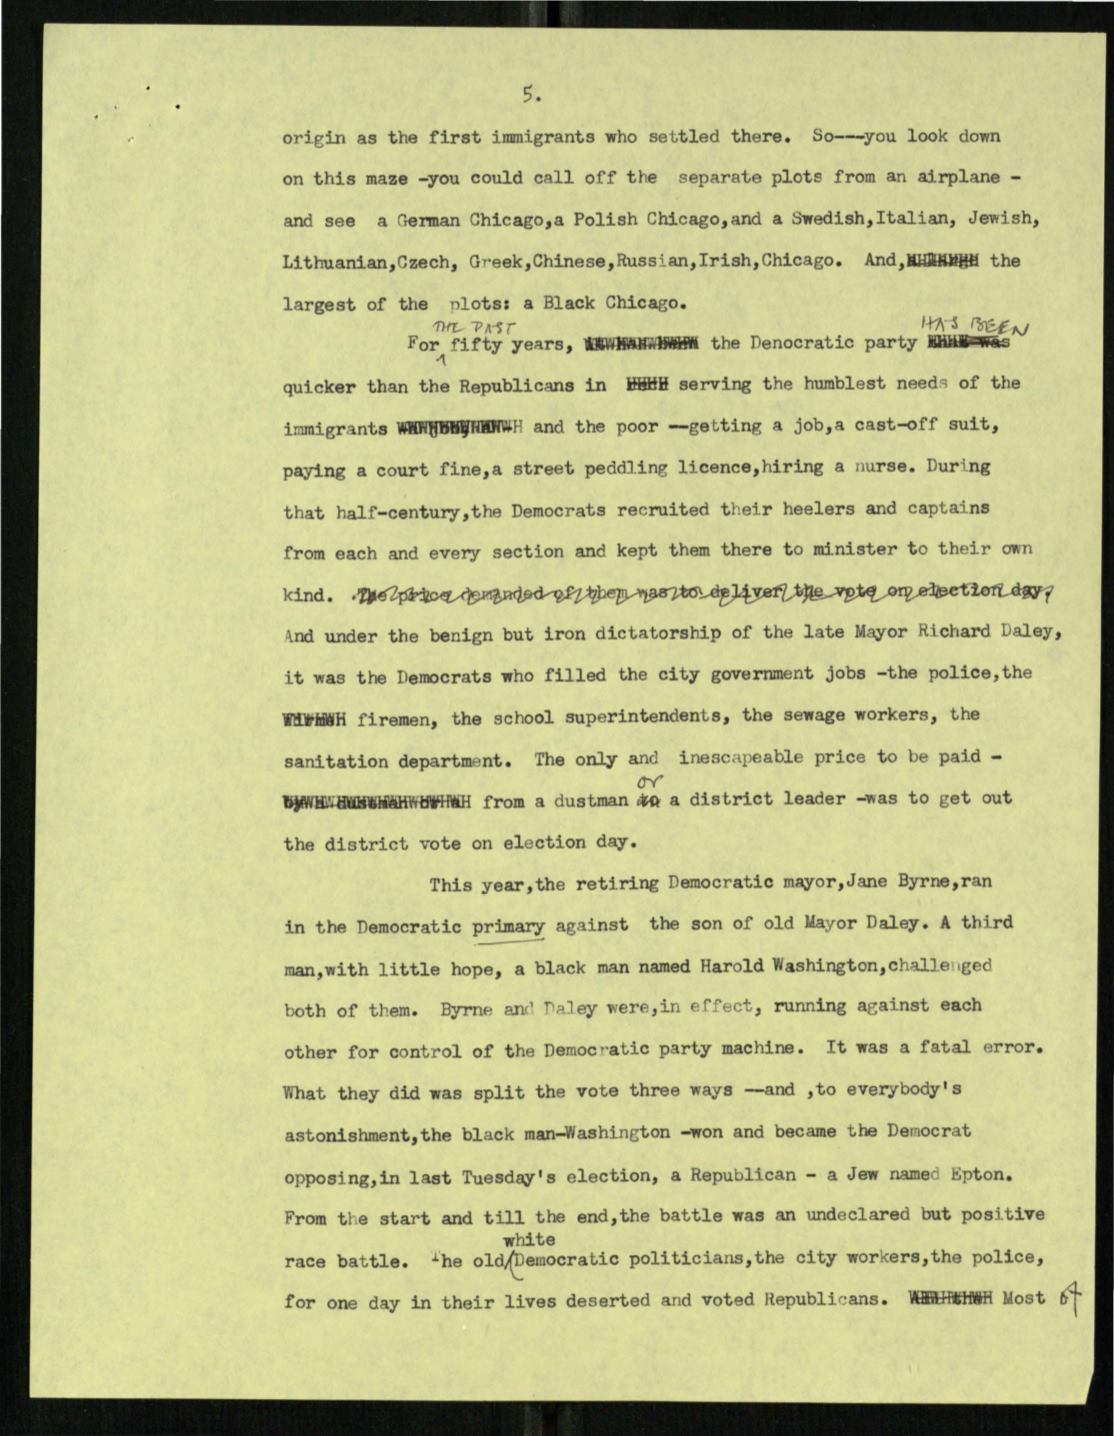 5.
origin as the first immigrants who settled there.  So---you look down
on this maze -you could call off the  separate plots from an airplane -
and see  a German Chicago,a Polish Chicago,and a Swedish,Italian, Jewish,
Lithuanian,Czech, Greek,Chinese,Russian,Irish,Chicago.  And, the
largest of the  plots: a Black Chicago.
THE PAST HAS BEEN
For fifty years, the Denocratic party was
quicker than the Republicans in serving the humblest needs of the
immigrants and the poor --getting a job,a cast-off suit,
paying a court fine,a street peddling licence,hiring a nurse. During
that half-century,the Democrats recruited their heelers and captains
from each and every section and kept them there to minister to their own
kind.  The price demanded of them was to deliver the vote on election day.
And under the benign but iron dictatorship of the late Mayor Richard Daley,
it was the Democrats who filled the city government jobs -the police,the
firemen, the school superintendents, the sewage workers, the
sanitation department.  The only and  inescapeable price to be paid -
or
from a dustman to a district leader -was to get out
the district vote on election day.
This year,the retiring Democratic mayor,Jane Byrne,ran
in the Democratic primary against  the son of old Mayor Daley. A third
man,with little hope, a black man named Harold Washington,challenged
both of them.  Byrne and Daley were,in effect, running against each
other for control of the Democratic party machine.  It was a fatal error.
What they did was split the vote three ways --and ,to everybody's
astonishment,the black man-Washington -won and became the Democrat
opposing,in last Tuesday's election, a Republican - a Jew named Epton.
From the start and till the end,the battle was an undeclared but positive
white
race battle.  The old/Democratic politicians,the city workers,the police,
for one day in their lives deserted and voted Republicans.  Most of